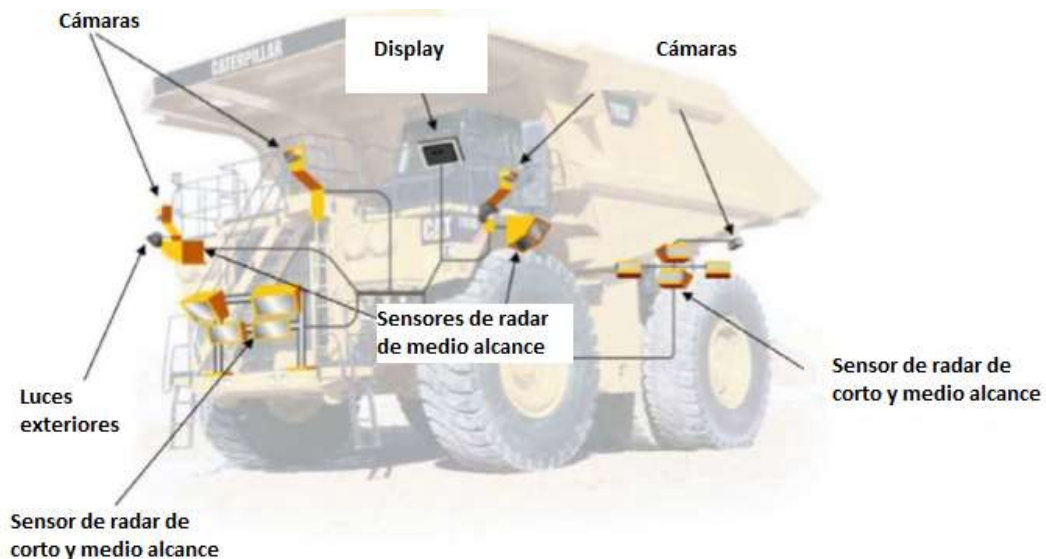 Cámaras
Display
Cámaras
CATERPILLAR
CAT
Sensores de radar
de medio alcance
Sensor de radar de
corto y medio alcance
Luces
exteriores
Sensor de radar de
corto y medio alcance